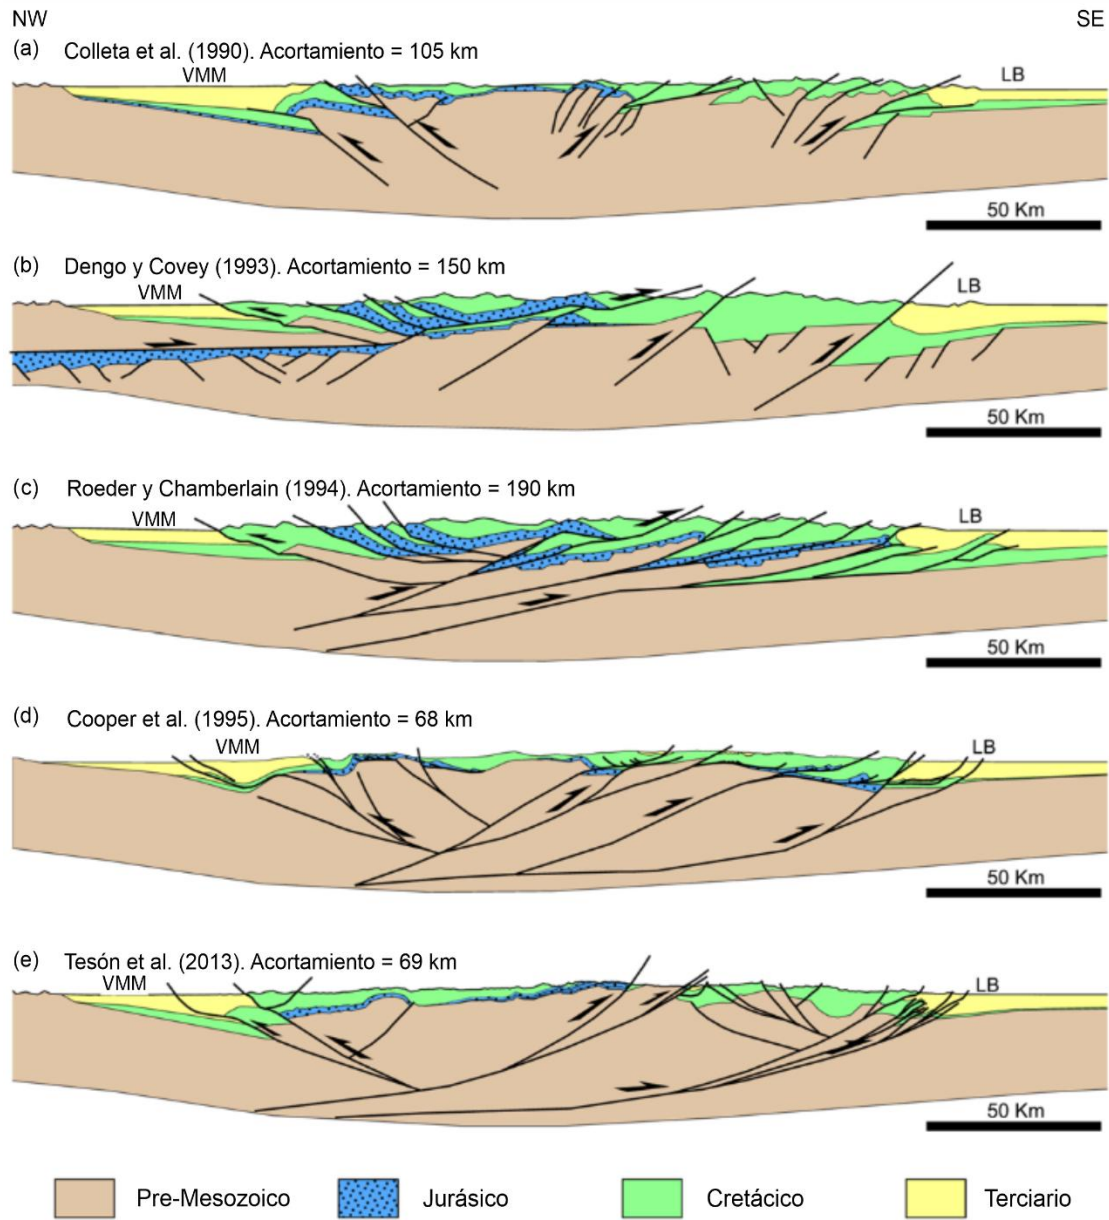 NW SE
(a) Colleta et al. (1990). Acortamiento = 105 km
VMM LB
50 Km
(b) Dengo y Covey (1993). Acortamiento = 150 km
VMM LB
50 Km
(c) Roeder y Chamberlain (1994). Acortamiento = 190 km
VMM LB
50 Km
(d) Cooper et al. (1995). Acortamiento = 68 km
VMM LB
50 Km
(e) Tesón et al. (2013). Acortamiento = 69 km
VMM LB
50 Km
Pre-Mesozoico Jurásico Cretácico Terciario